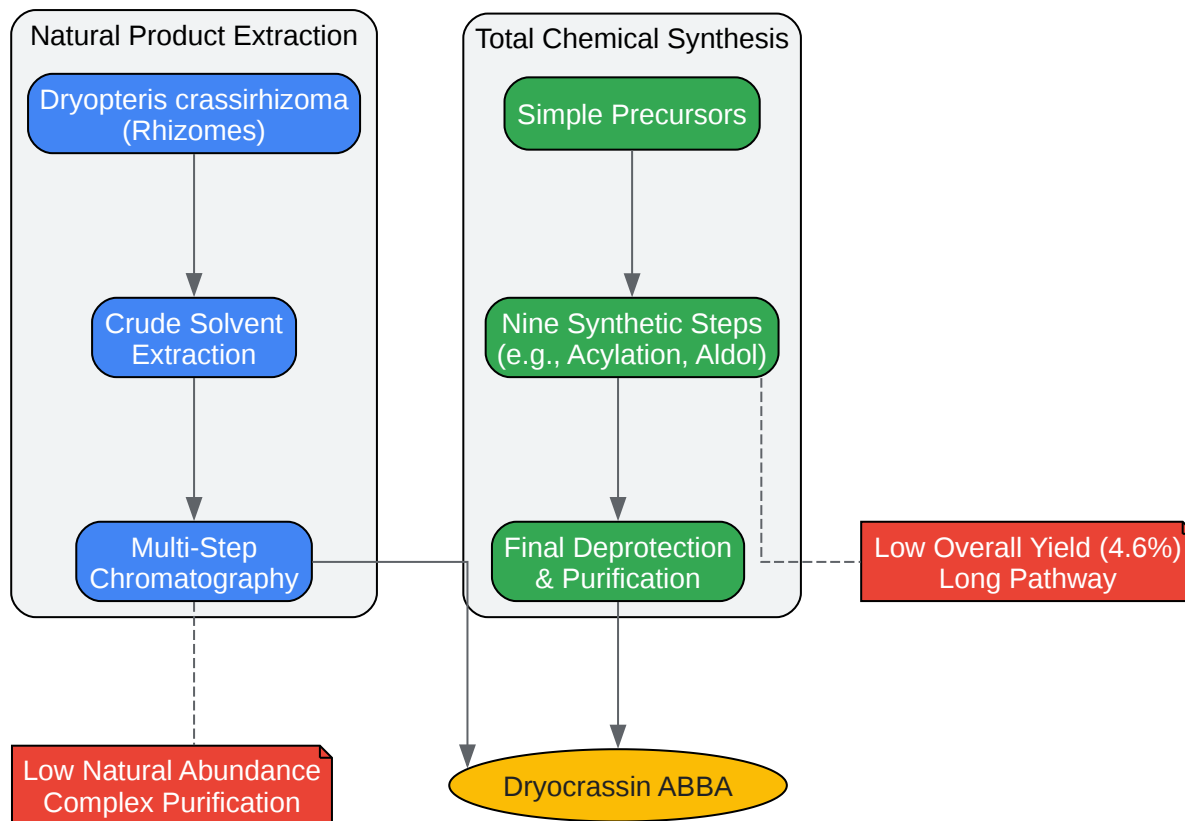 Natural Product Extraction
Dryopteris crassirhizoma
(Rhizomes)
Crude Solvent
Extraction
Multi-Step
Chromatography
Low Natural Abundance
Complex Purification
Total Chemical Synthesis
Simple Precursors
Nine Synthetic Steps
(e.g., Acylation, Aldol)
Final Deprotection
& Purification
Low Overall Yield (4.6%)
Long Pathway
Dryocrassin ABBA